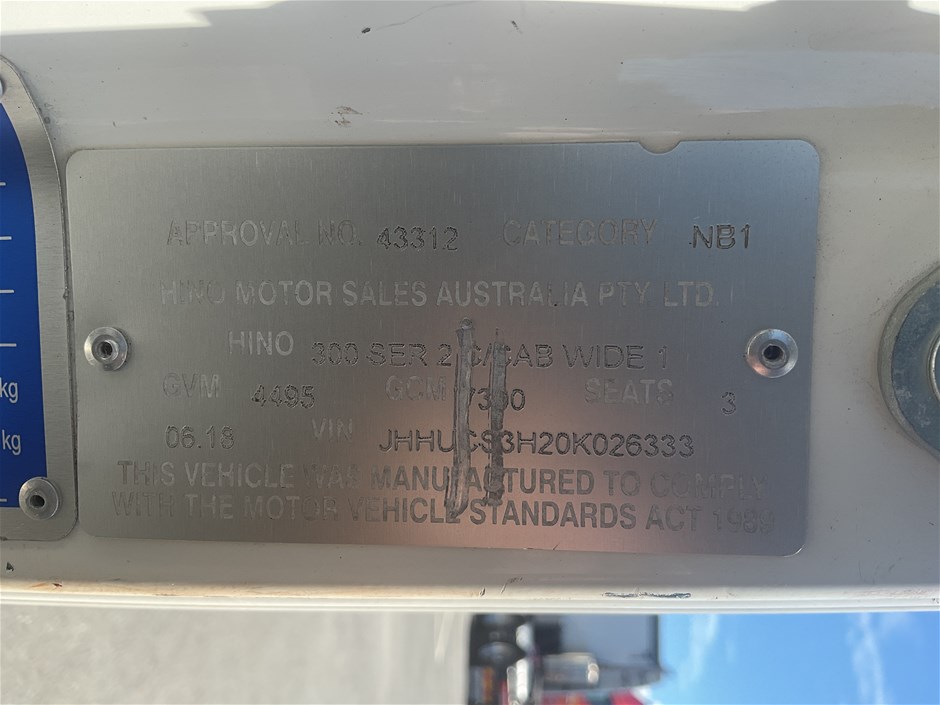 APPROVAL NO. 43312 CATEGORY NB1
HINO MOTOR SALES AUSTRALIA PTY. LTD.
HINO 300 SER 2 C/CAB WIDE 1
GVM 4495 GCM 7300 SEATS 3
06.18 VIN JHHUCS3H20K026333
THIS VEHICLE WAS MANUFACTURED TO COMPLY
WITH THE MOTOR VEHICLE STANDARDS ACT 1989
kg
kg